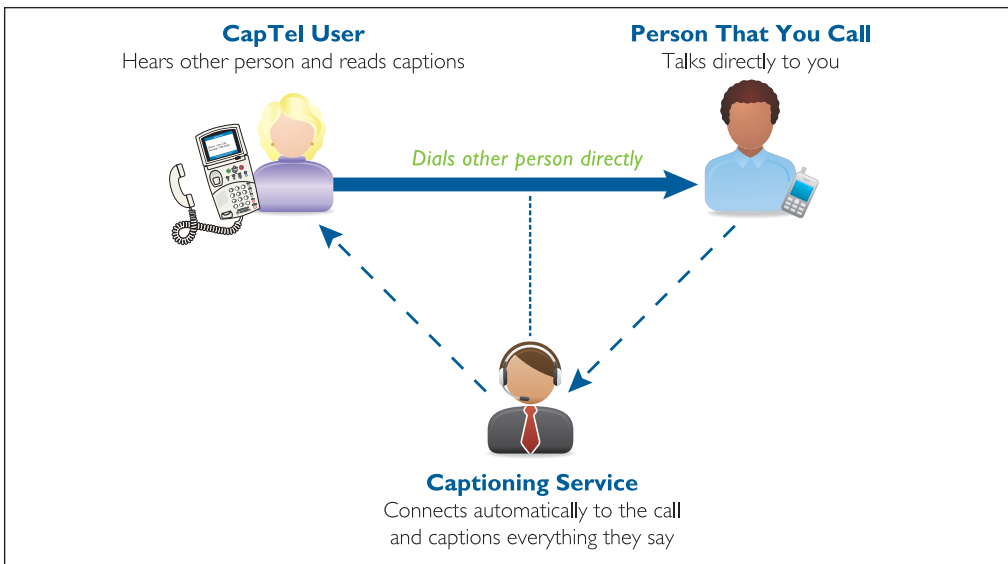 CapTel User
Hears other person and reads captions
Person That You Call
Talks directly to you
Dials other person directly
Captioning Service
Connects automatically to the call
and captions everything they say